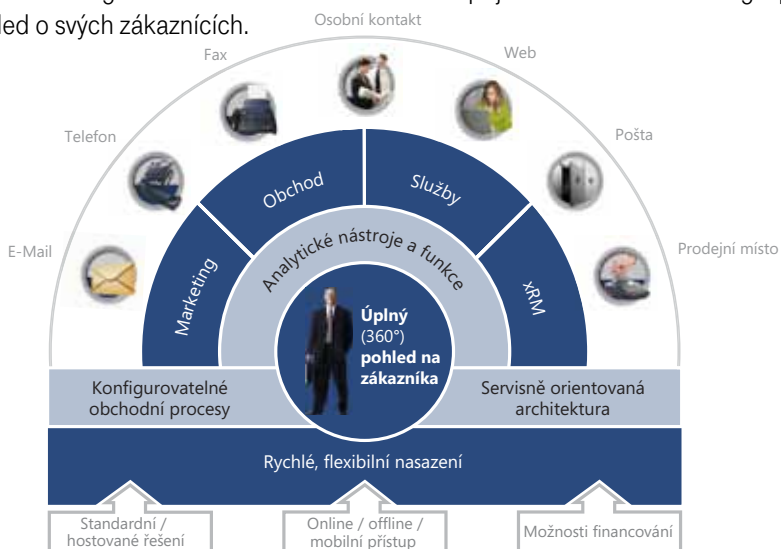 led o svých zákaznících.
Osobní kontakt
Fax
Web
Telefon
Pošta
E-Mail
Prodejní místo
Obchod
Služby
Marketing
xRM
Analytické nástroje a funkce
Úplný
(360°)
pohled na
zákazníka
Konfigurovatelné
obchodní procesy
Servisně orientovaná
architektura
Rychlé, flexibilní nasazení
Standardní /
hostované řešení
Online / offline /
mobilní přístup
Možnosti financování